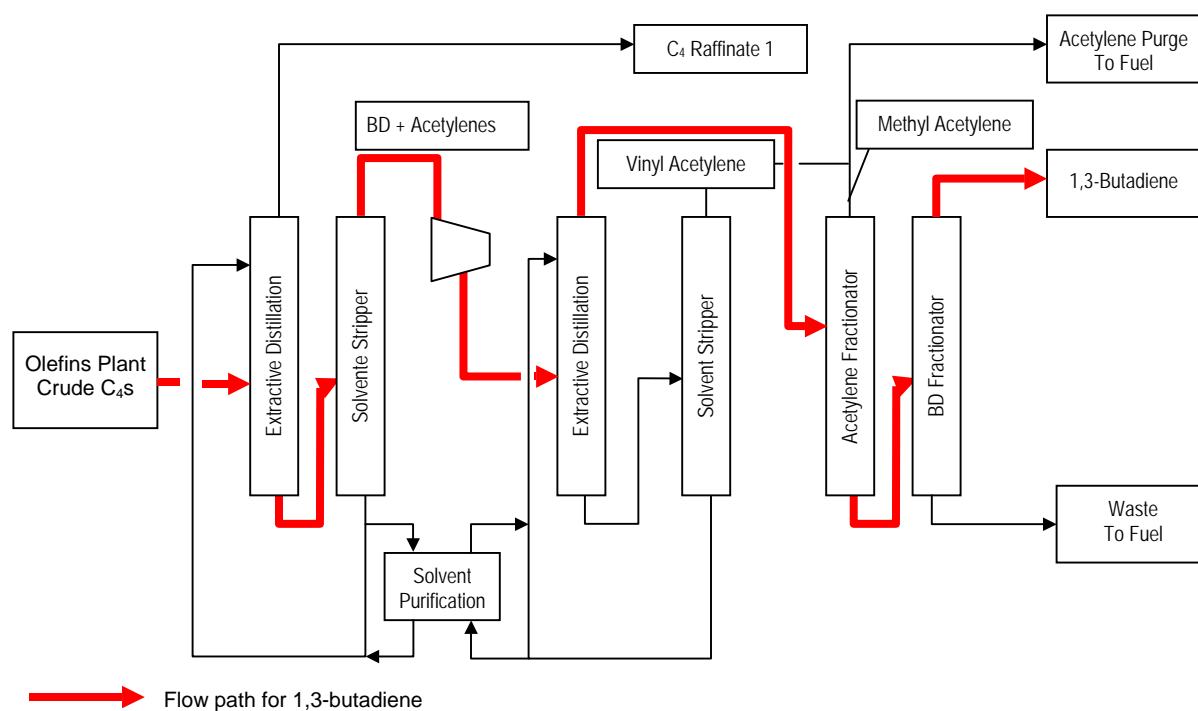 C₄ Raffinate 1
Acetylene Purge
To Fuel
BD + Acetylenes
Methyl Acetylene
Vinyl Acetylene
1,3-Butadiene
Olefins Plant
Crude C₄s
Extractive Distillation
Solvente Stripper
Extractive Distillation
Solvent Stripper
Acetylene Fractionator
BD Fractionator
Waste
To Fuel
Solvent
Purification
Flow path for 1,3-butadiene